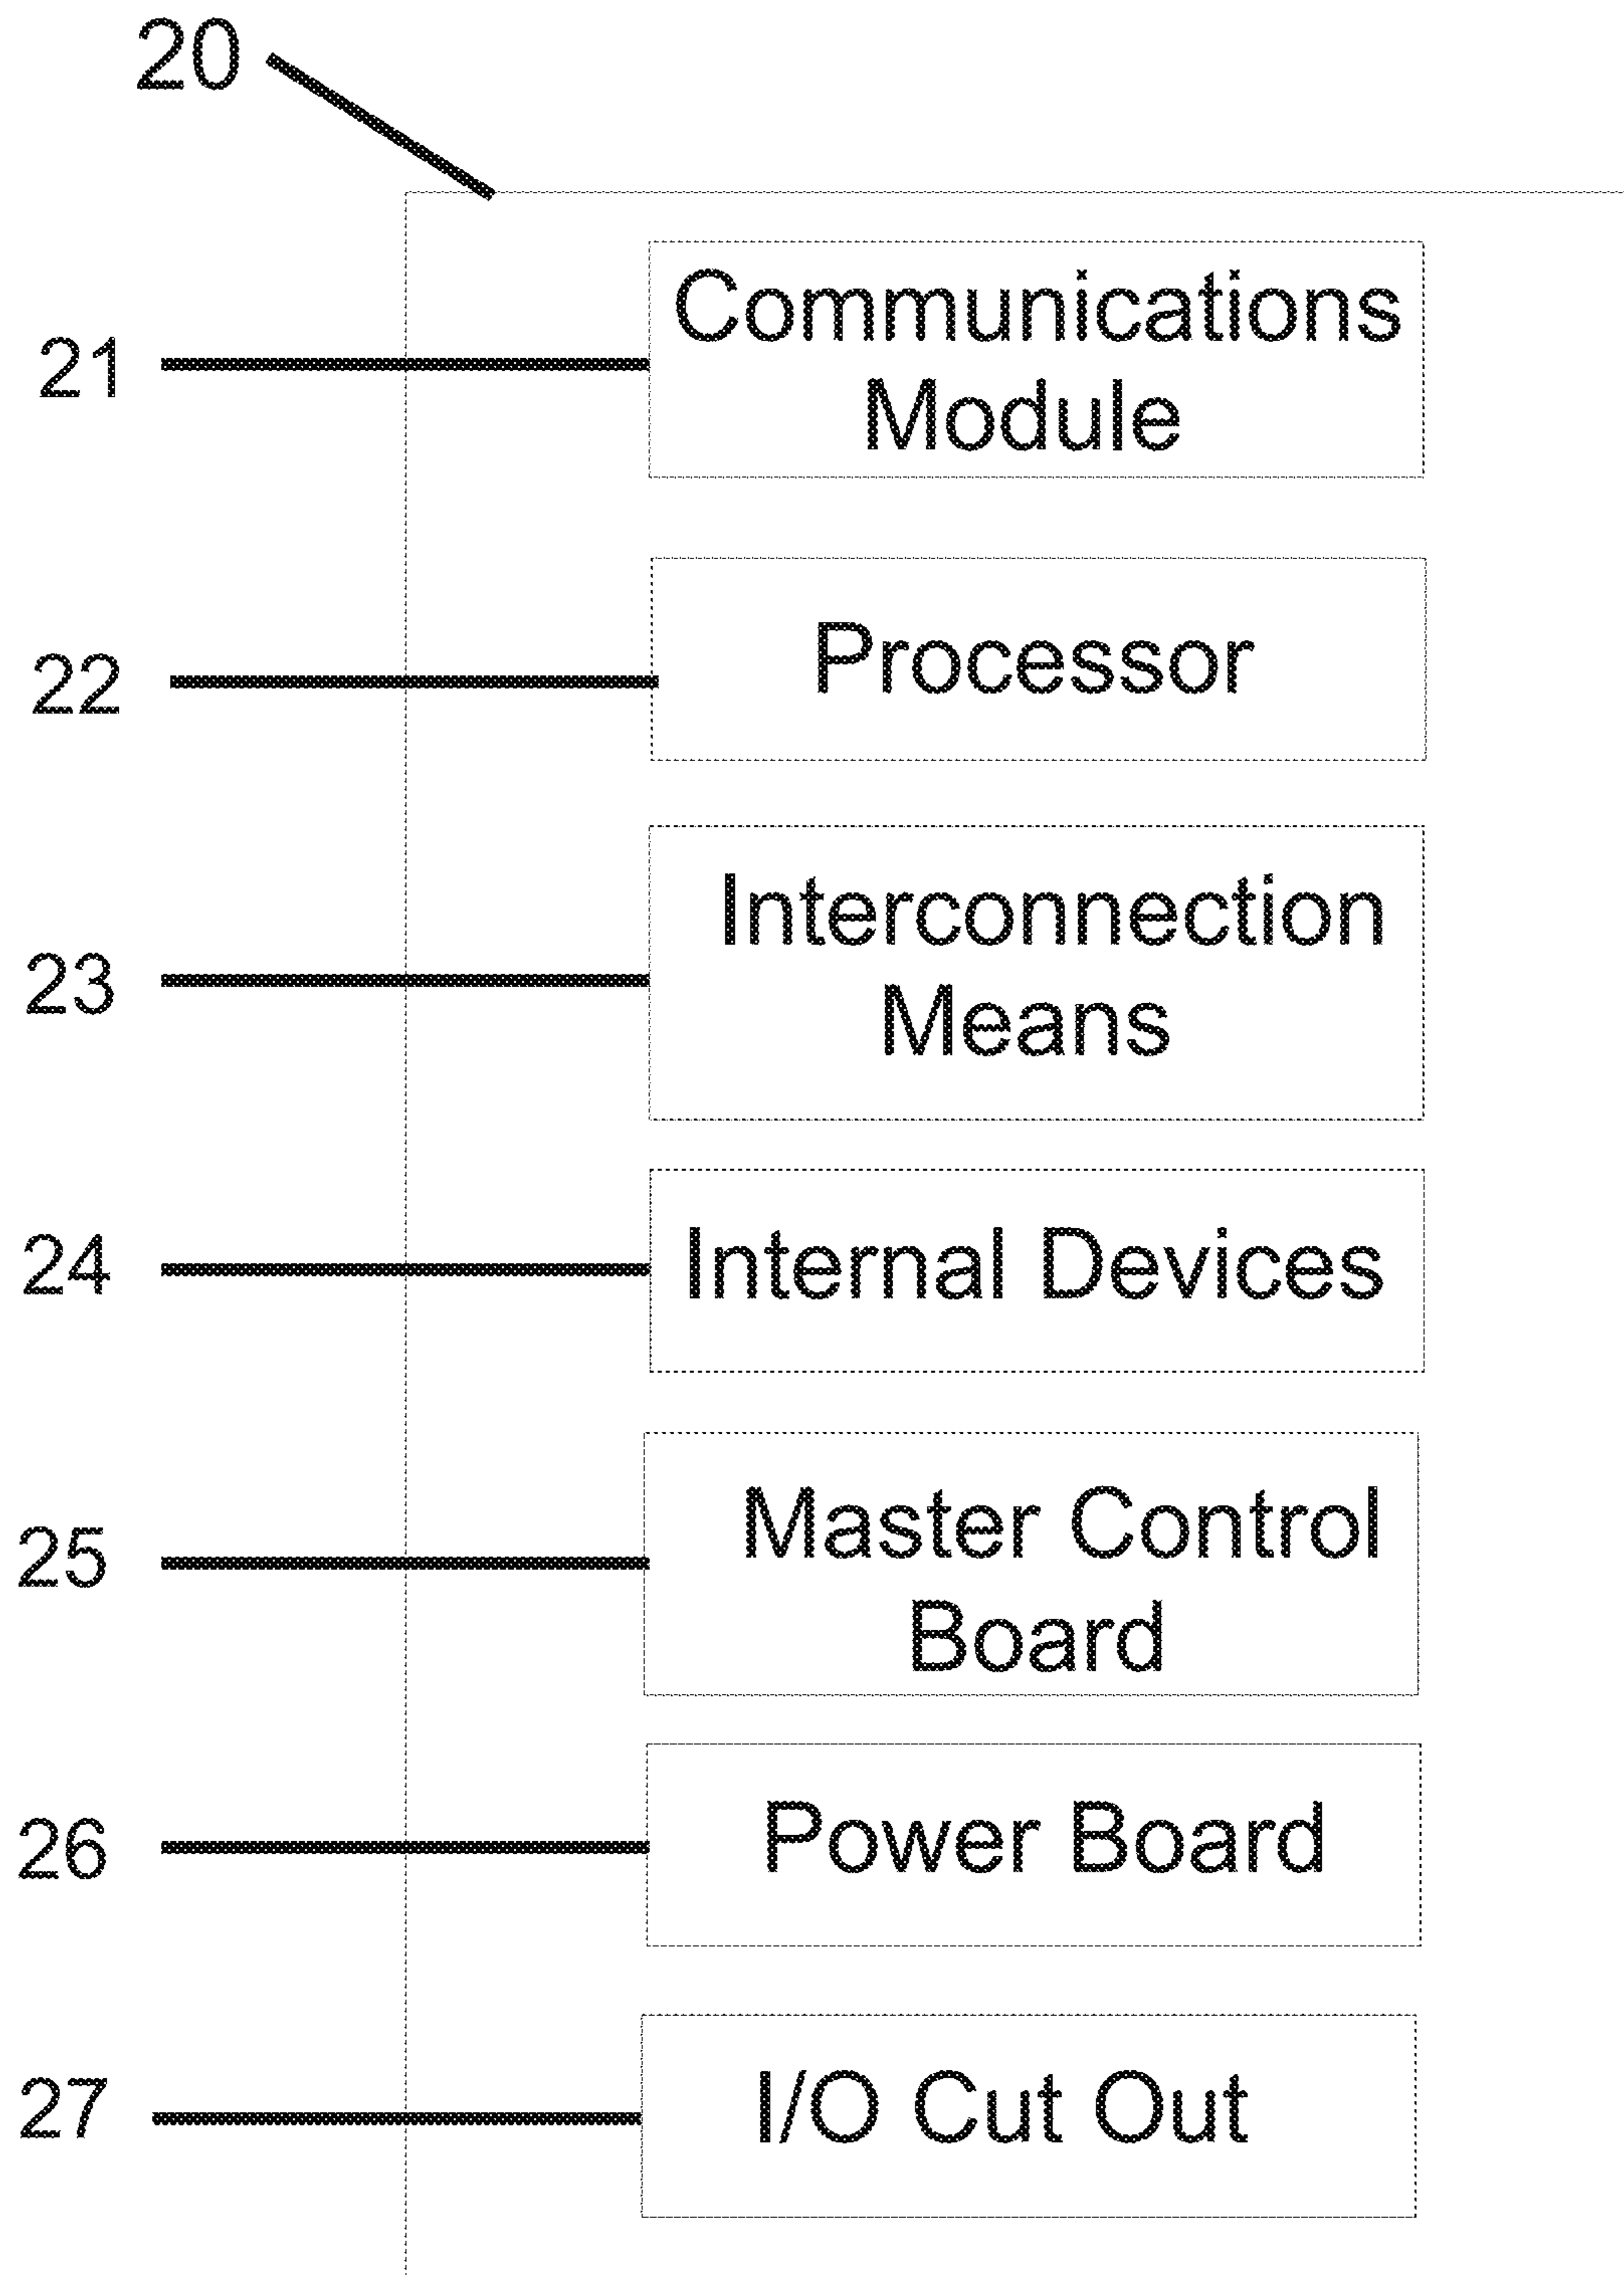 20
21
Communications
Module
22
Processor
23
Interconnection
Means
24
Internal Devices
25
Master Control
Board
26
Power Board
27
I/O Cut Out